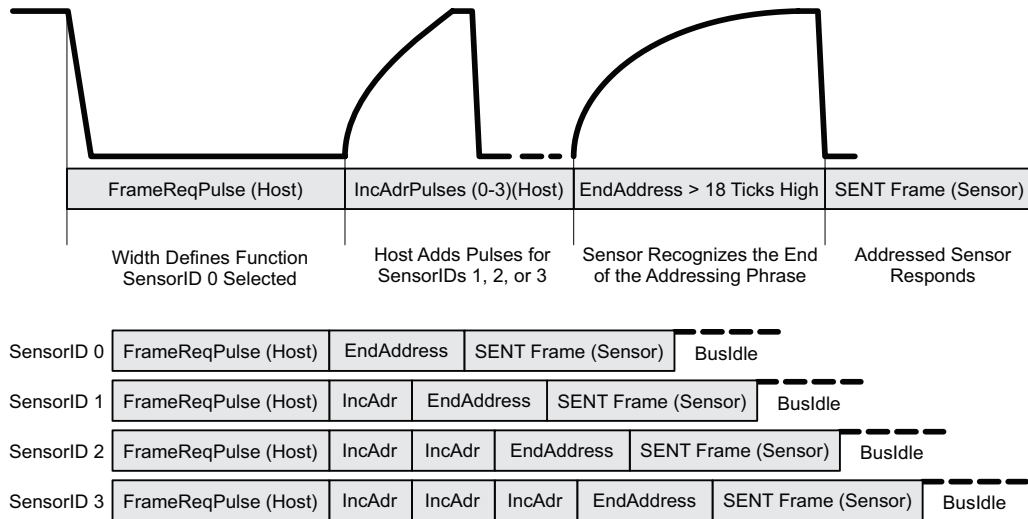 FrameReqPulse (Host) IncAdrPulses (0-3)(Host) EndAddress > 18 Ticks High SENT Frame (Sensor)
Width Defines Function
SensorID 0 Selected
Host Adds Pulses for
SensorIDs 1, 2, or 3
Sensor Recognizes the End
of the Addressing Phrase
Addressed Sensor
Responds
SensorID 0 FrameReqPulse (Host) EndAddress SENT Frame (Sensor) BusIdle
SensorID 1 FrameReqPulse (Host) IncAdr EndAddress SENT Frame (Sensor) BusIdle
SensorID 2 FrameReqPulse (Host) IncAdr IncAdr EndAddress SENT Frame (Sensor) BusIdle
SensorID 3 FrameReqPulse (Host) IncAdr IncAdr IncAdr EndAddress SENT Frame (Sensor) BusIdle